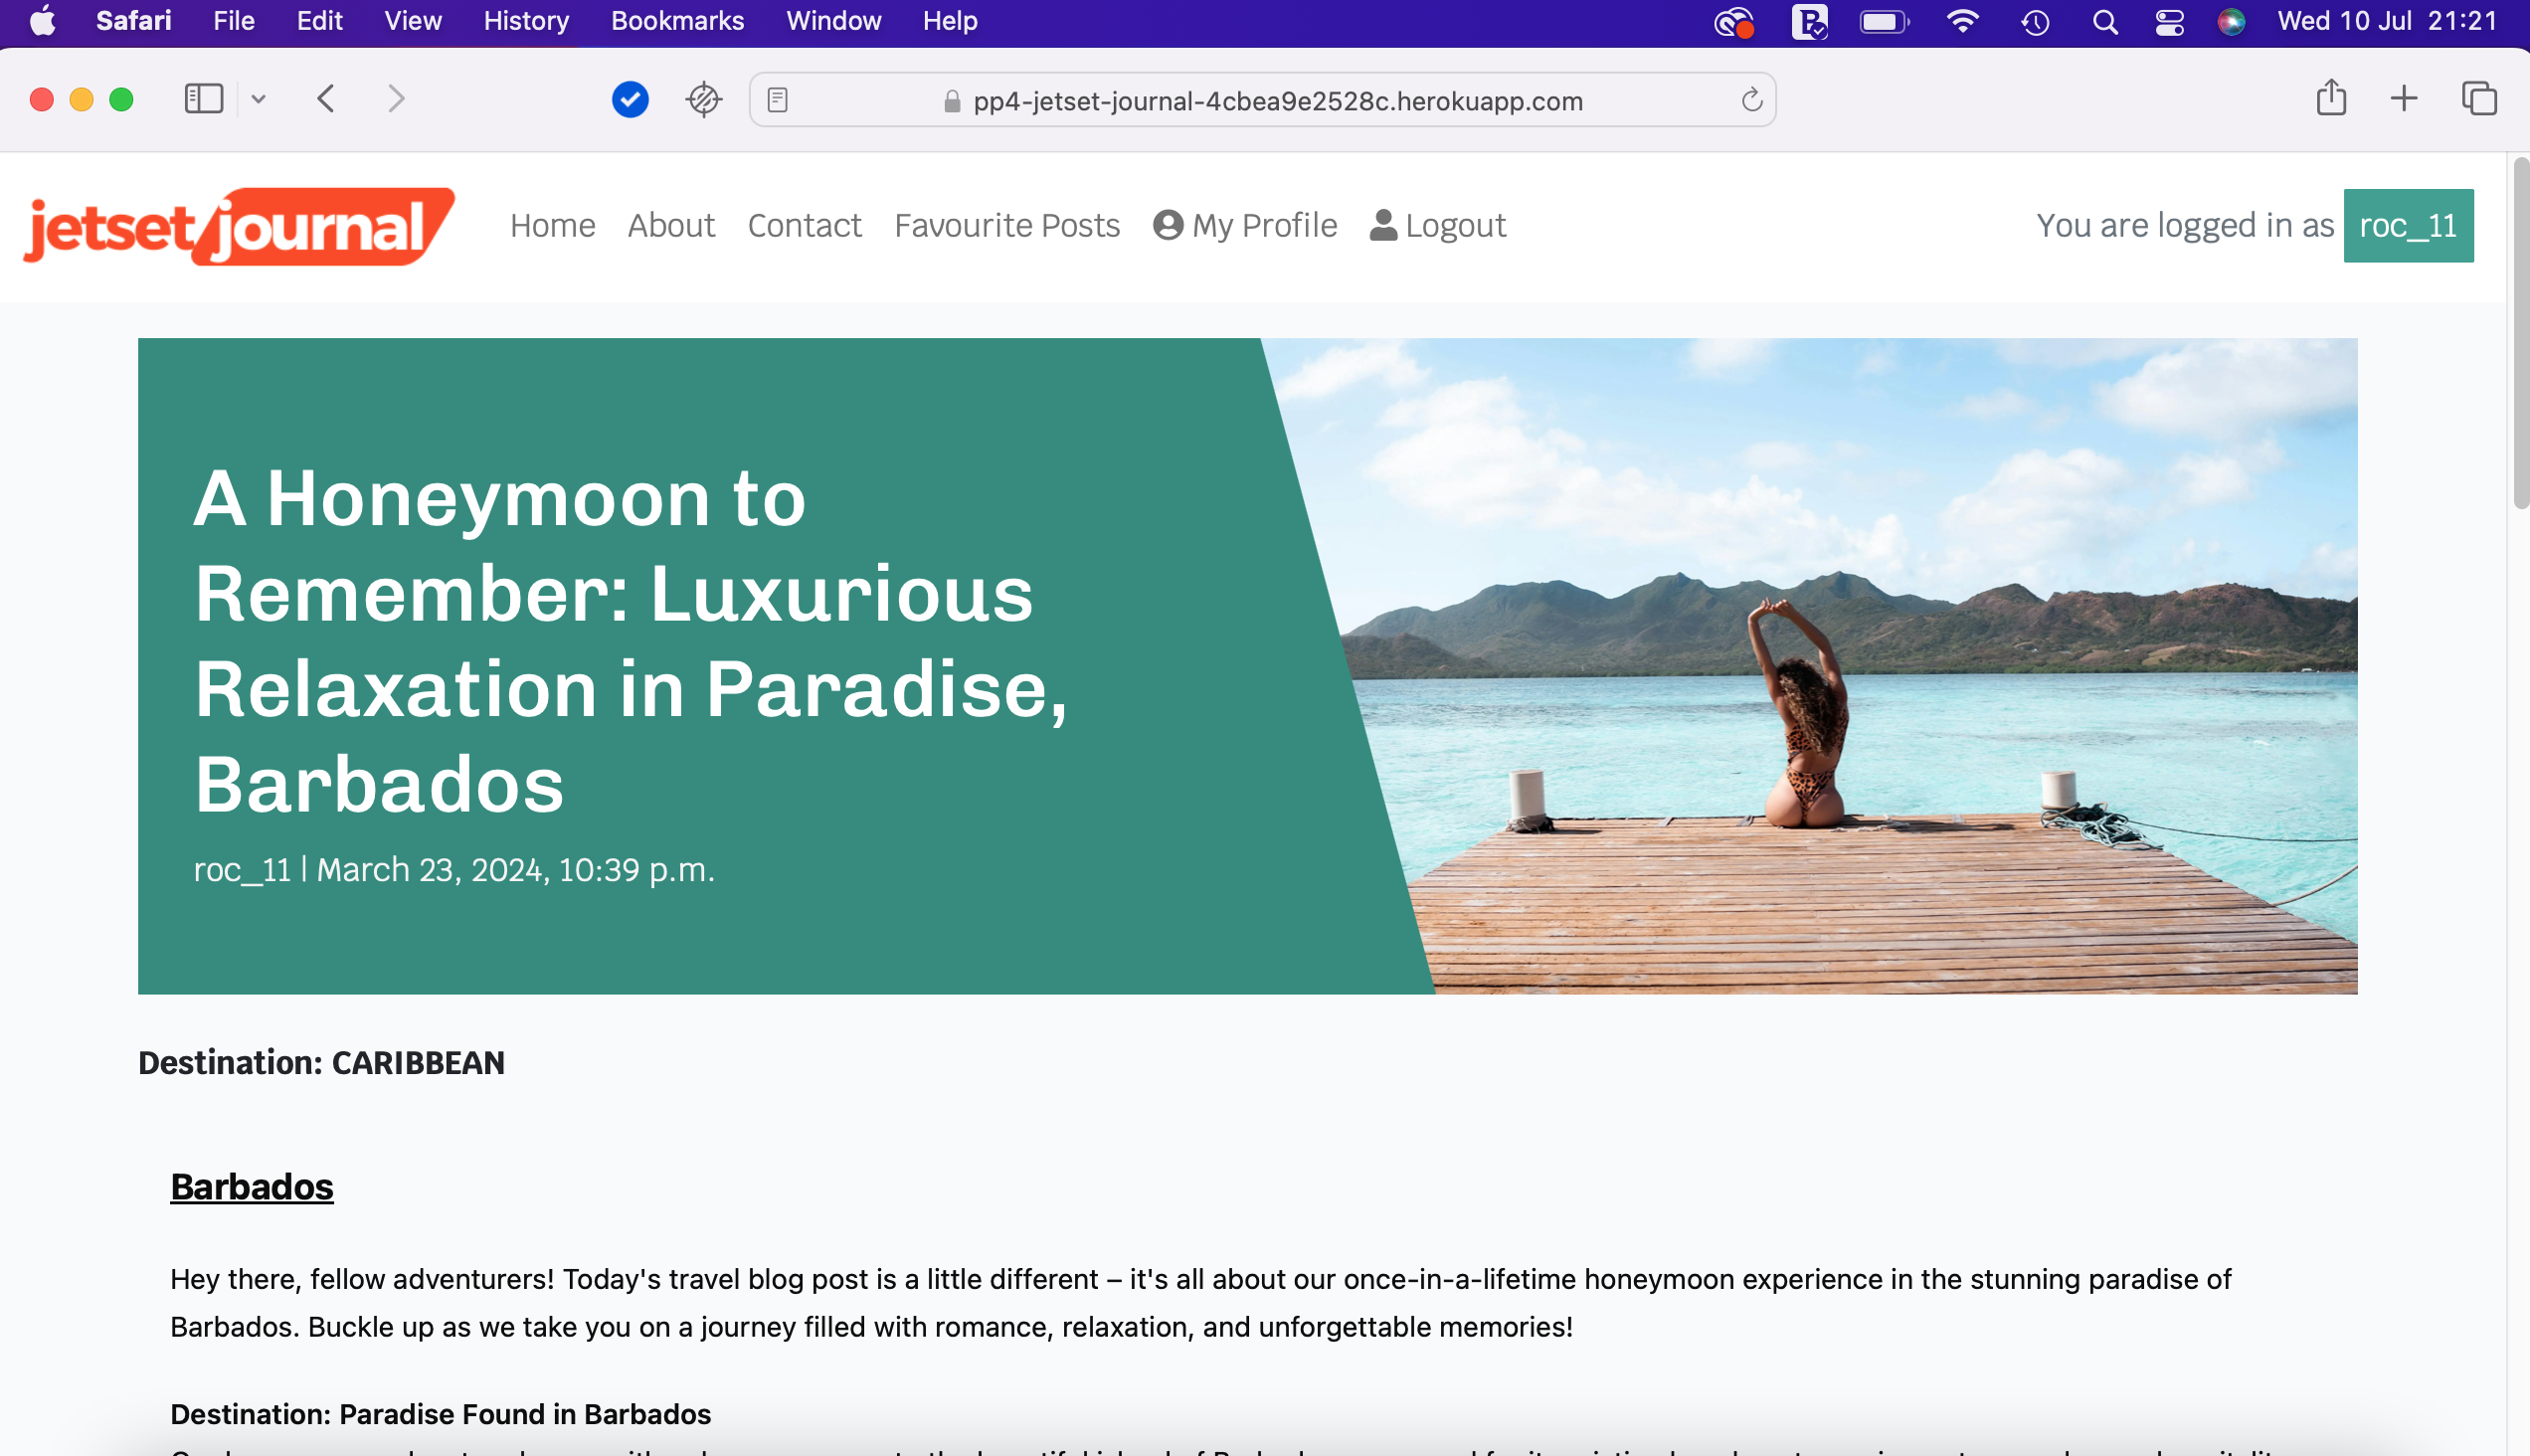 Safari File Edit View History Bookmarks Window Help Wed 10 Jul 21:21
pp4-jetset-journal-4cbea9e2528c.herokuapp.com
jetset journal Home About Contact Favourite Posts My Profile Logout You are logged in as roc_11
A Honeymoon to
Remember: Luxurious
Relaxation in Paradise,
Barbados
roc_11 | March 23, 2024, 10:39 p.m.
Destination: CARIBBEAN
Barbados
Hey there, fellow adventurers! Today's travel blog post is a little different – it's all about our once-in-a-lifetime honeymoon experience in the stunning paradise of
Barbados. Buckle up as we take you on a journey filled with romance, relaxation, and unforgettable memories!
Destination: Paradise Found in Barbados